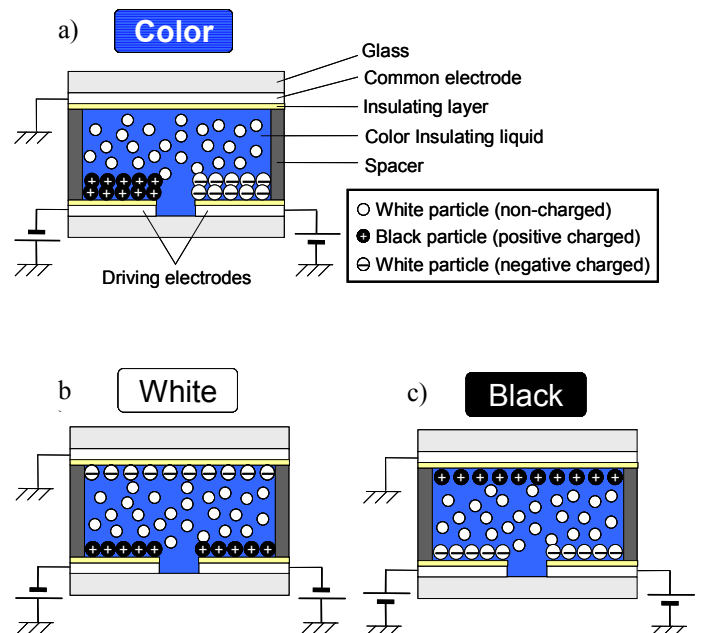 a)
Color
Glass
Common electrode
Insulating layer
Color Insulating liquid
Spacer
White particle (non-charged)
Black particle (positive charged)
White particle (negative charged)
Driving electrodes
b
White
c)
Black